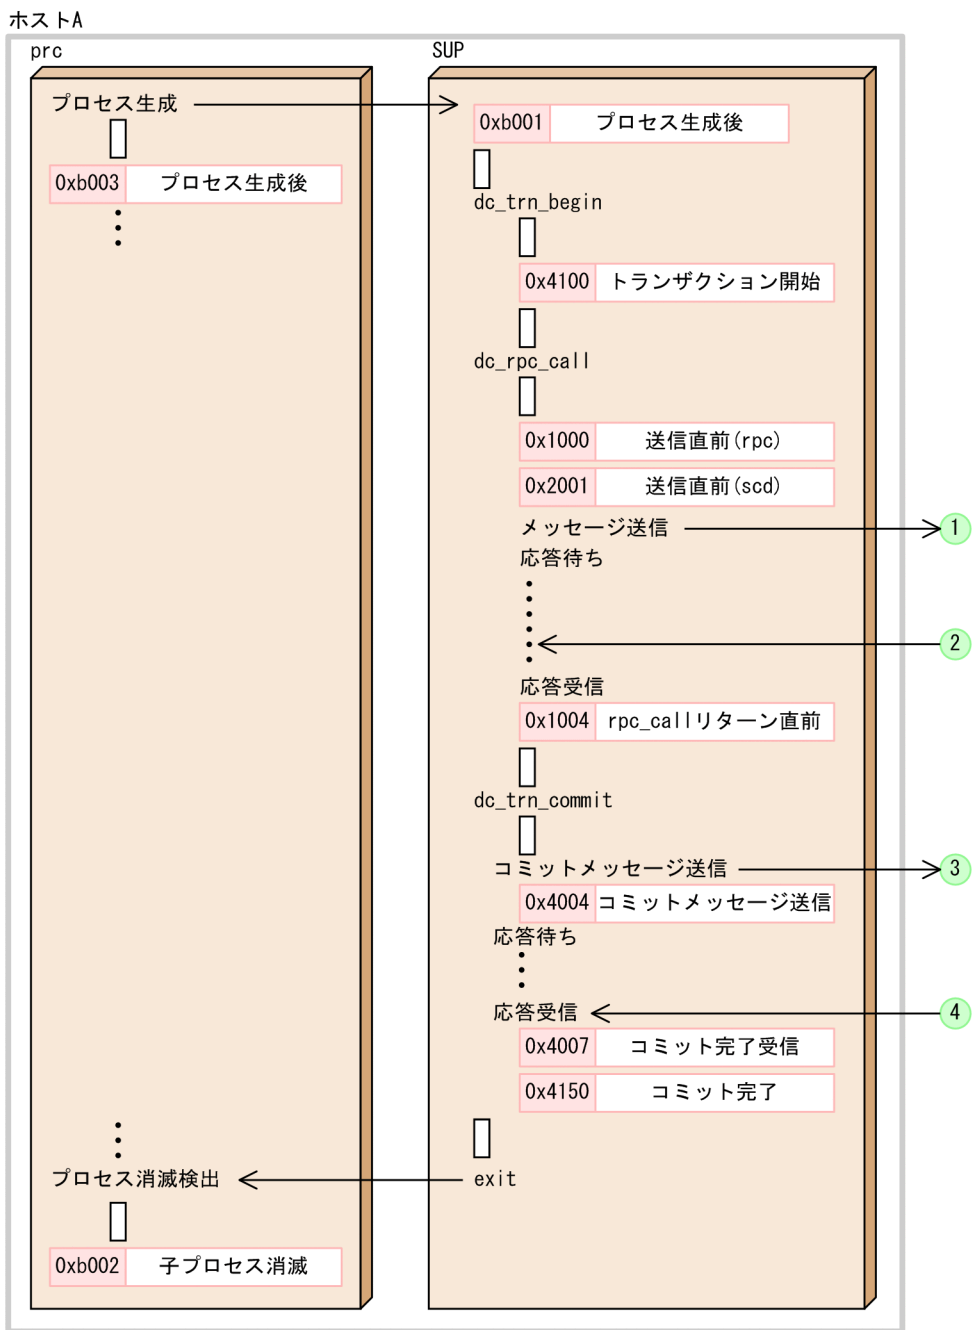 ホストA
prc
プロセス生成
0xb003 プロセス生成後
プロセス消滅検出
0xb002 子プロセス消滅
SUP
0xb001 プロセス生成後
dc_trn_begin
0x4100 トランザクション開始
dc_rpc_call
0x1000 送信直前(rpc)
0x2001 送信直前(scd)
メッセージ送信 1
応答待ち
2
応答受信
0x1004 rpc_callリターン直前
dc_trn_commit
コミットメッセージ送信 3
0x4004 コミットメッセージ送信
応答待ち
応答受信 4
0x4007 コミット完了受信
0x4150 コミット完了
exit